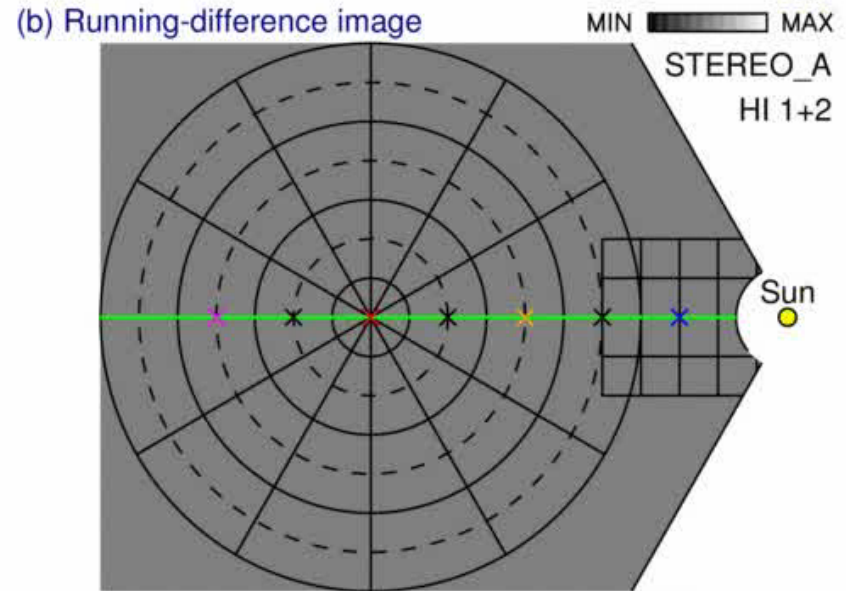 (b) Running-difference image
MIN MAX
STEREO_A
HI 1+2
Sun